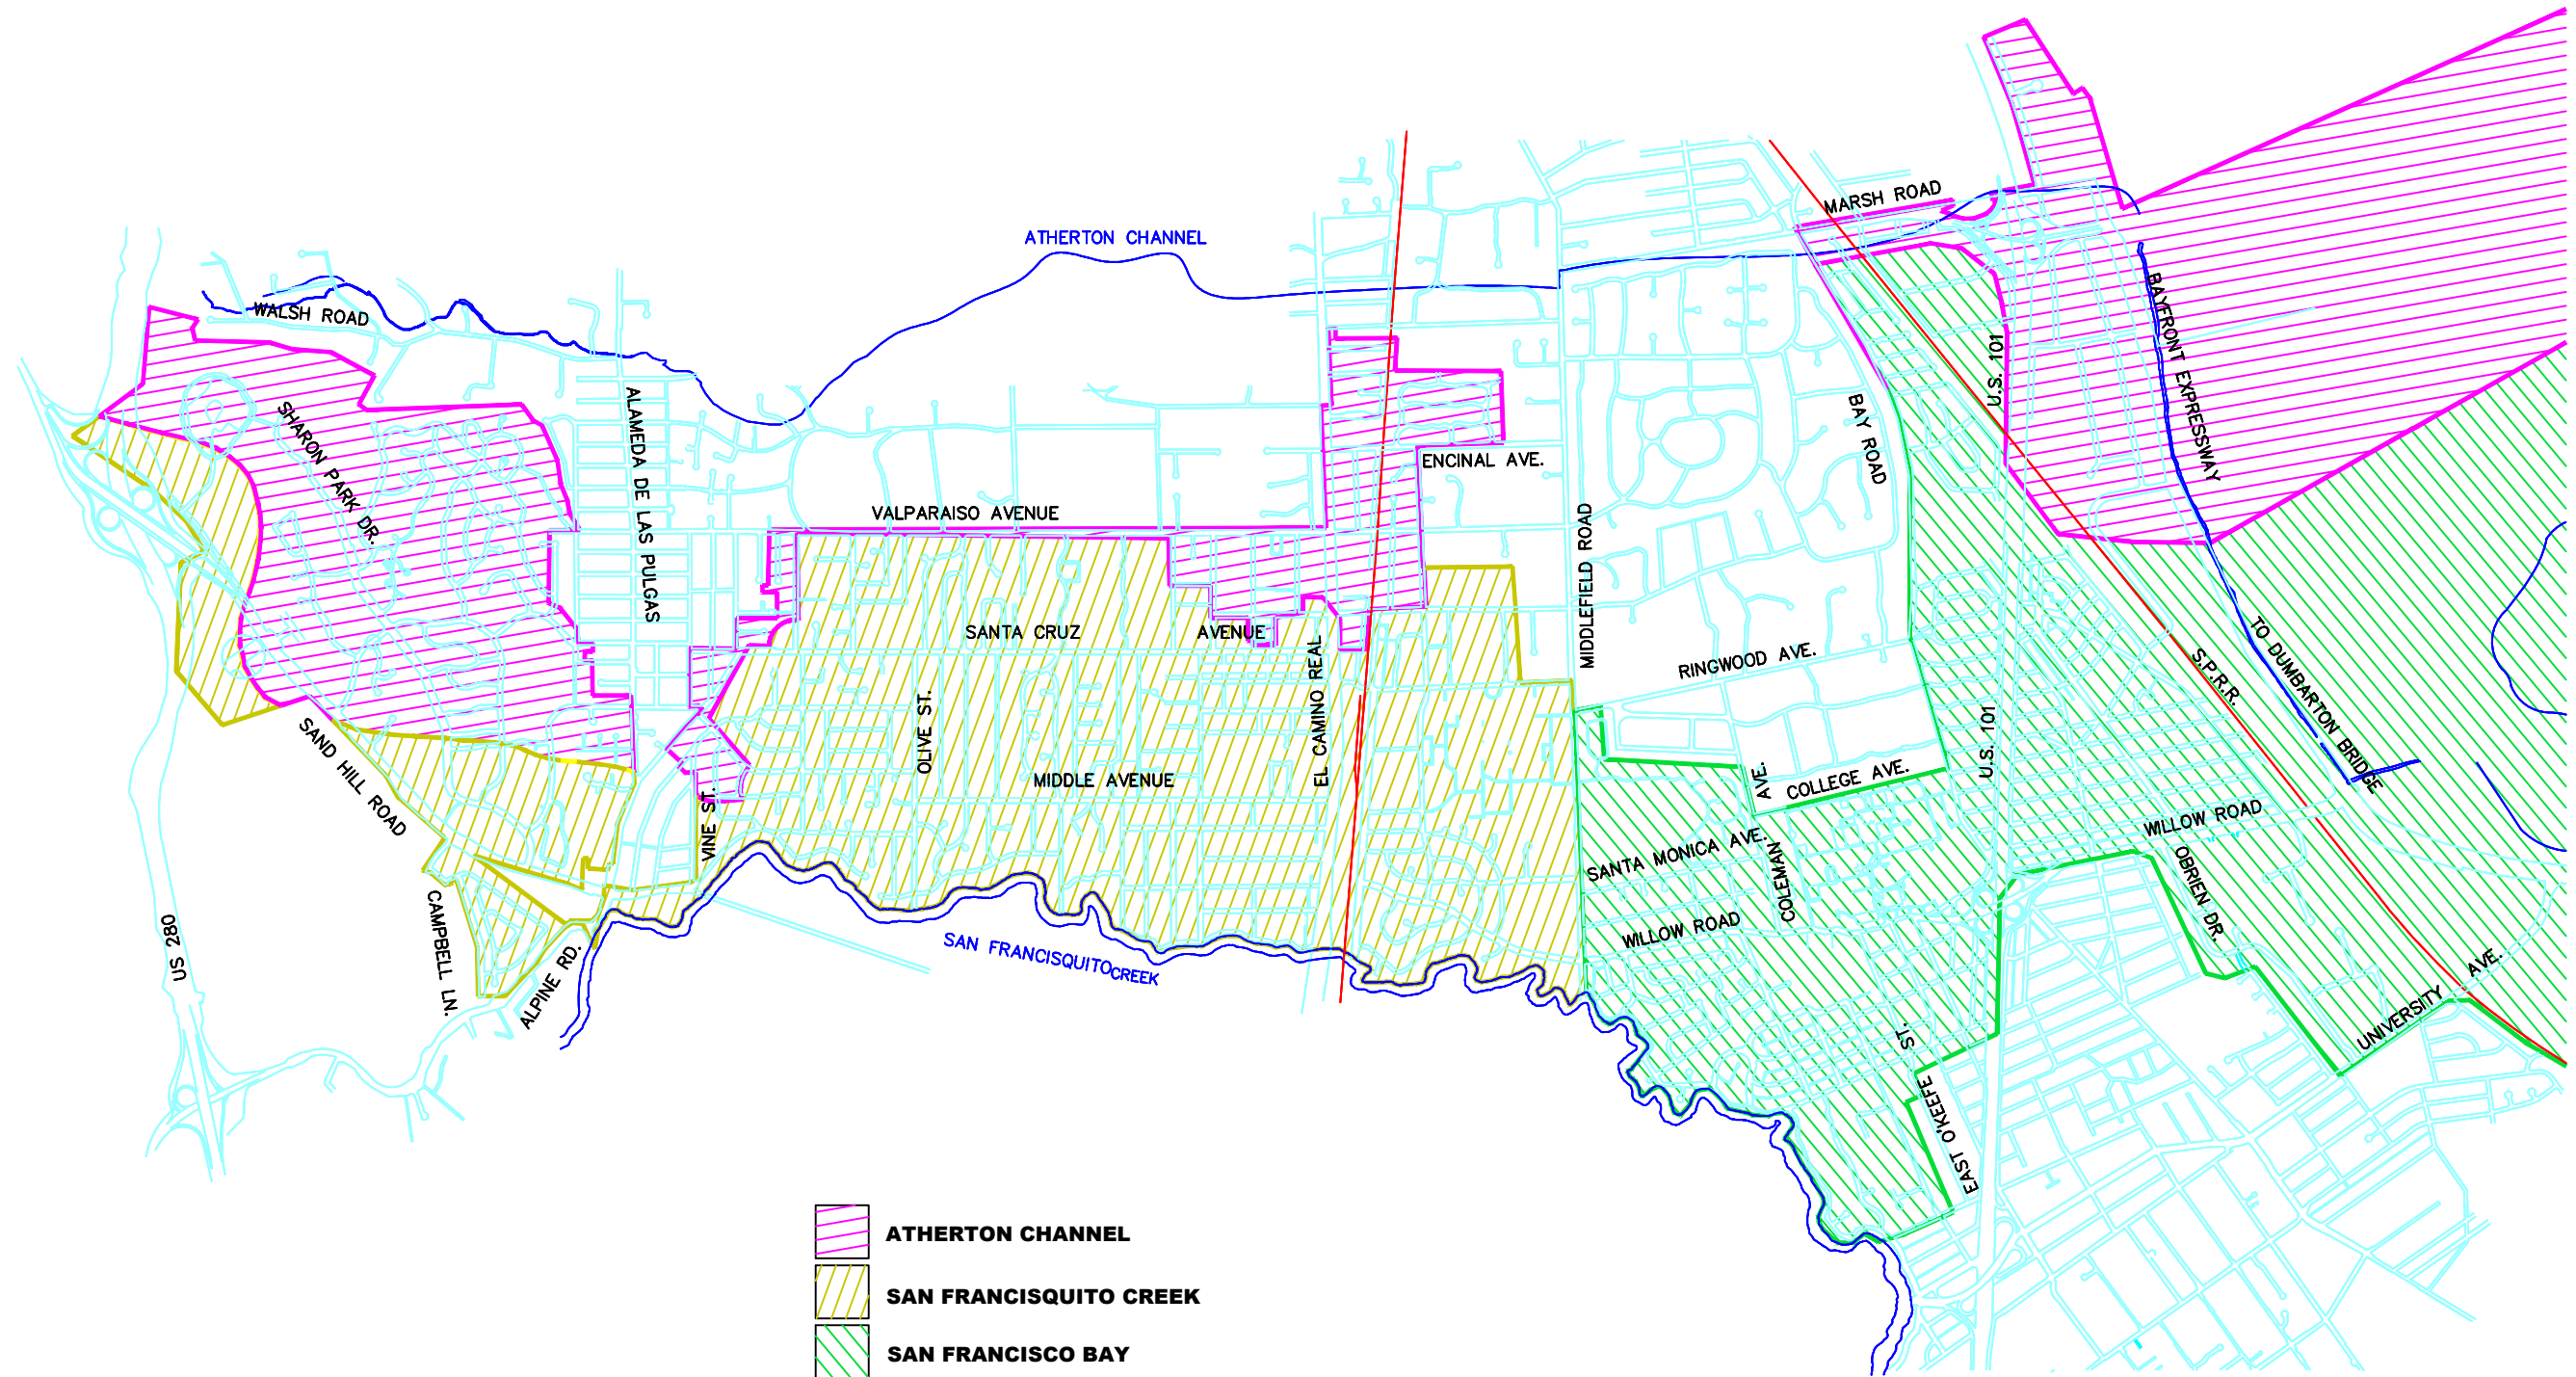 MARSH ROAD
ATHERTON CHANNEL
WALSH ROAD
BAYFRONT EXPRESSWAY
U.S. 101
SHARON PARK DR.
ALAMEDA DE LAS PULGAS
BAY ROAD
ENCINAL AVE.
VALPARAISO AVENUE
MIDDLEFIELD ROAD
SANTA CRUZ AVENUE
RINGWOOD AVE.
TO DUMBARTON BRIDGE
S.P.R.R.
EL CAMINO REAL
OLIVE ST.
U.S. 101
SAND HILL ROAD
MIDDLE AVENUE
COLLEGE AVE.
VINE ST.
WILLOW ROAD
SANTA MONICA AVE.
COLEMAN AVE.
OBRIEN DR.
US 280
CAMPBELL LN.
ALPINE RD.
SAN FRANCISQUITO CREEK
WILLOW ROAD
UNIVERSITY AVE.
EAST O'KEEFE ST.
ATHERTON CHANNEL
SAN FRANCISQUITO CREEK
SAN FRANCISCO BAY